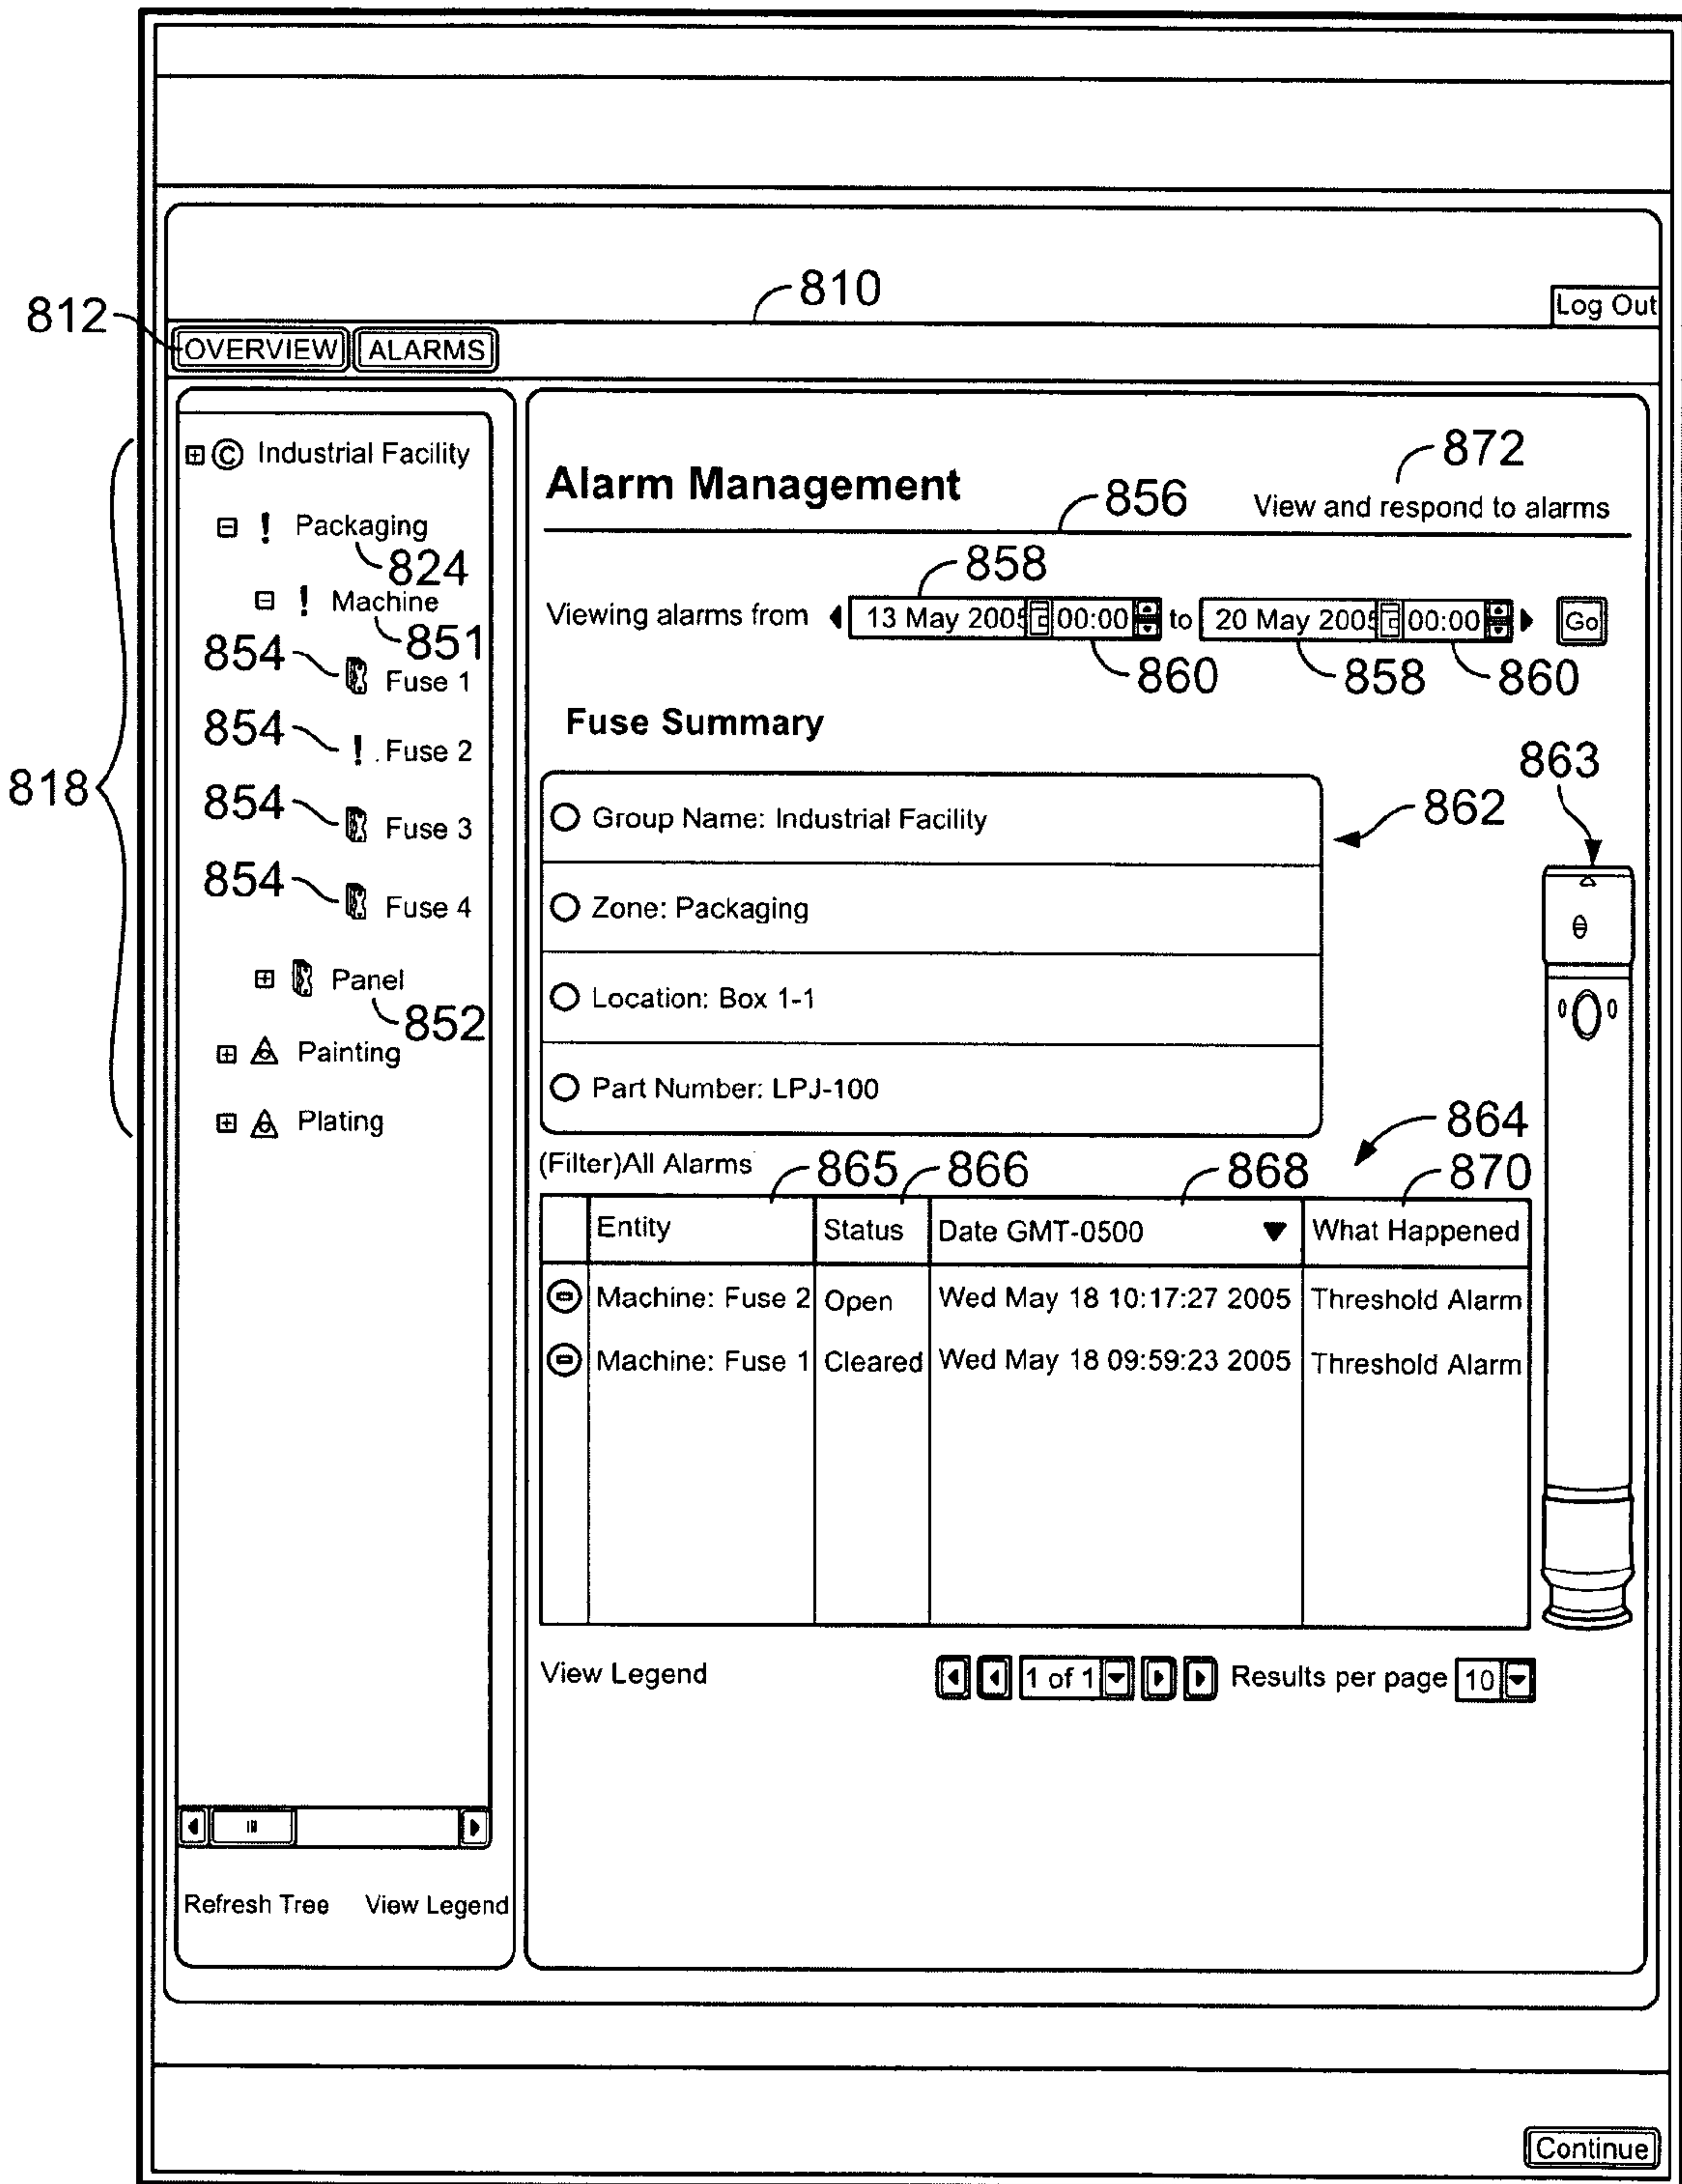 810
Log Out
812
OVERVIEW
ALARMS
818
Industrial Facility
Packaging
824
Machine
851
854
Fuse 1
854
Fuse 2
854
Fuse 3
854
Fuse 4
Panel
852
Painting
Plating
Refresh Tree
View Legend
872
Alarm Management
856
View and respond to alarms
858
Viewing alarms from 13 May 2005 00:00 to 20 May 2005 00:00 Go
860
858
860
Fuse Summary
863
862
Group Name: Industrial Facility
Zone: Packaging
Location: Box 1-1
Part Number: LPJ-100
864
(Filter)All Alarms
865
866
868
870
Entity Status Date GMT-0500 What Happened
Machine: Fuse 2 Open Wed May 18 10:17:27 2005 Threshold Alarm
Machine: Fuse 1 Cleared Wed May 18 09:59:23 2005 Threshold Alarm
View Legend
1 of 1
Results per page 10
Continue